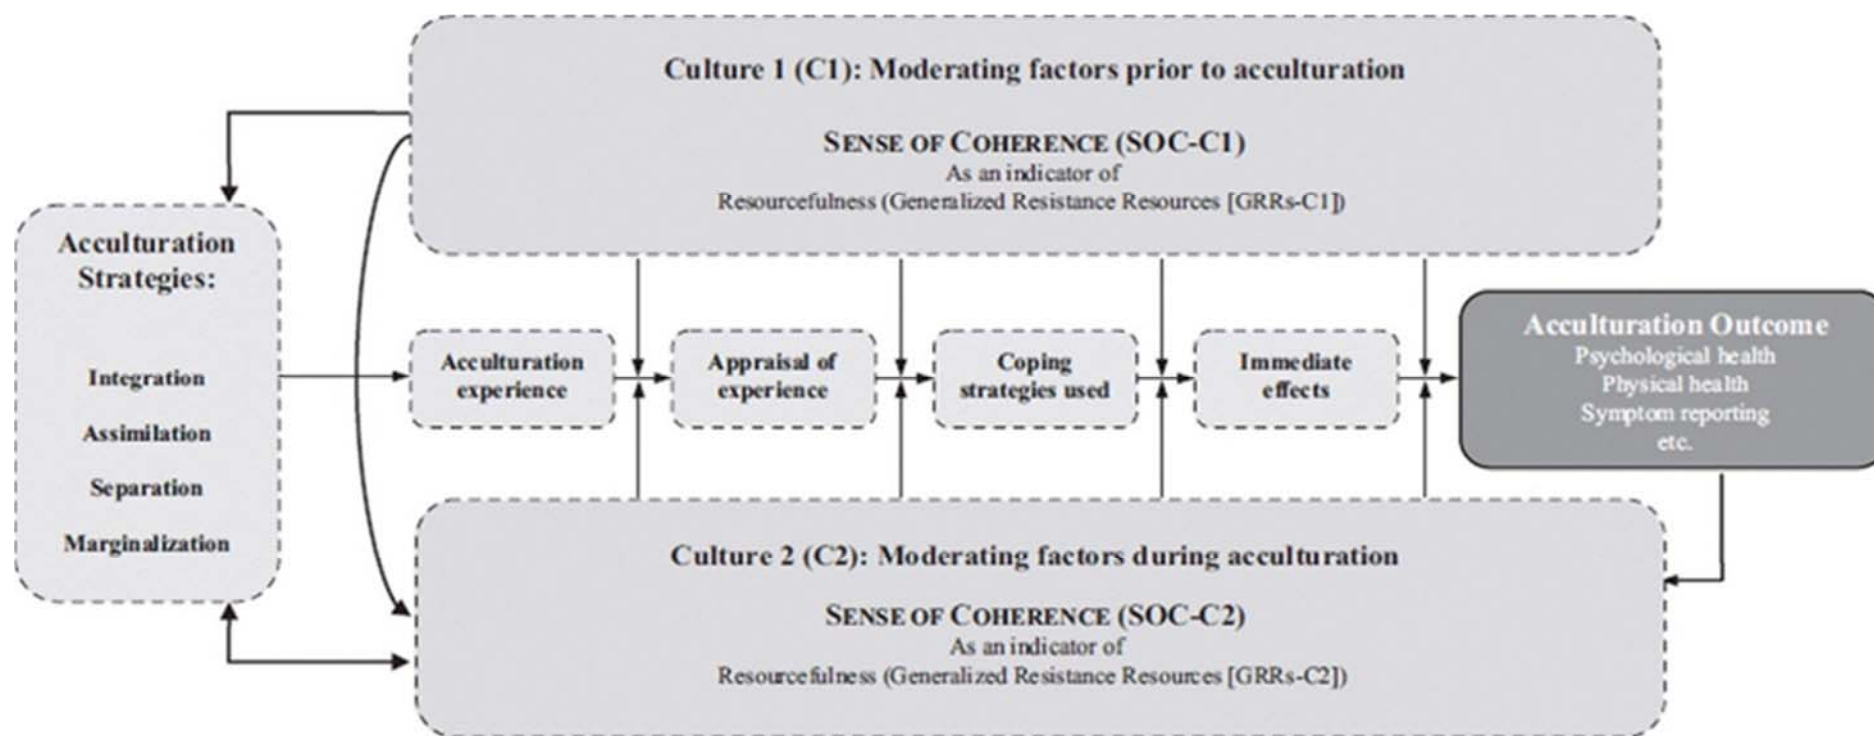 Culture 1 (C1): Moderating factors prior to acculturation
SENSE OF COHERENCE (SOC-C1)
As an indicator of
Resourcefulness (Generalized Resistance Resources [GRRs-C1])
Acculturation
Strategies:
Integration
Assimilation
Separation
Marginalization
Acculturation
experience
Appraisal of
experience
Coping
strategies used
Immediate
effects
Acculturation Outcome
Psychological health
Physical health
Symptom reporting
etc.
Culture 2 (C2): Moderating factors during acculturation
SENSE OF COHERENCE (SOC-C2)
As an indicator of
Resourcefulness (Generalized Resistance Resources [GRRs-C2])